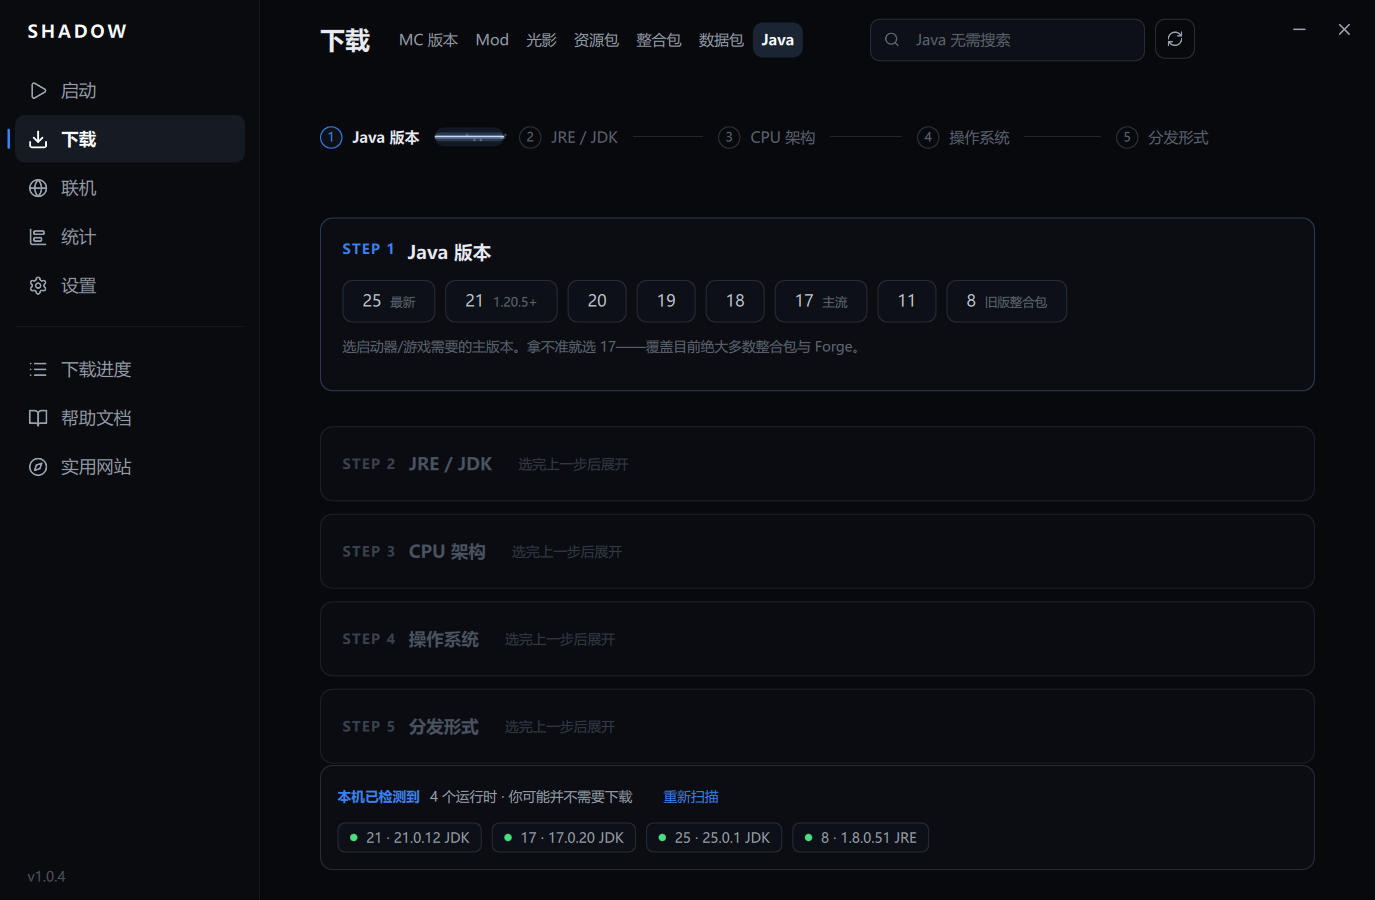 SHADOW
启动
下载
联机
统计
设置
下载进度
帮助文档
实用网站
v1.0.4
下载 MC 版本 Mod 光影 资源包 整合包 数据包 Java
Java 无需搜索
1 Java 版本 2 JRE / JDK 3 CPU 架构 4 操作系统 5 分发形式
STEP 1 Java 版本
25 最新 21 1.20.5+ 20 19 18 17 主流 11 8 旧版整合包
选启动器/游戏需要的主版本。拿不准就选 17——覆盖目前绝大多数整合包与 Forge。
STEP 2 JRE / JDK 选完上一步后展开
STEP 3 CPU 架构 选完上一步后展开
STEP 4 操作系统 选完上一步后展开
STEP 5 分发形式 选完上一步后展开
本机已检测到 4 个运行时 · 你可能并不需要下载 重新扫描
21 · 21.0.12 JDK 17 · 17.0.20 JDK 25 · 25.0.1 JDK 8 · 1.8.0.51 JRE